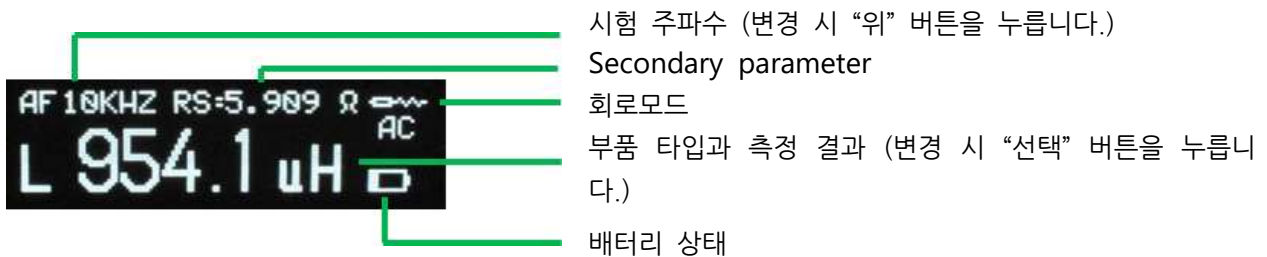 시험 주파수 (변경 시 “위” 버튼을 누릅니다.)
Secondary parameter
회로모드
부품 타입과 측정 결과 (변경 시 “선택” 버튼을 누릅니
다.)
배터리 상태
AF 10KHZ RS:5.909 Ω
AC
L 954.1 uH